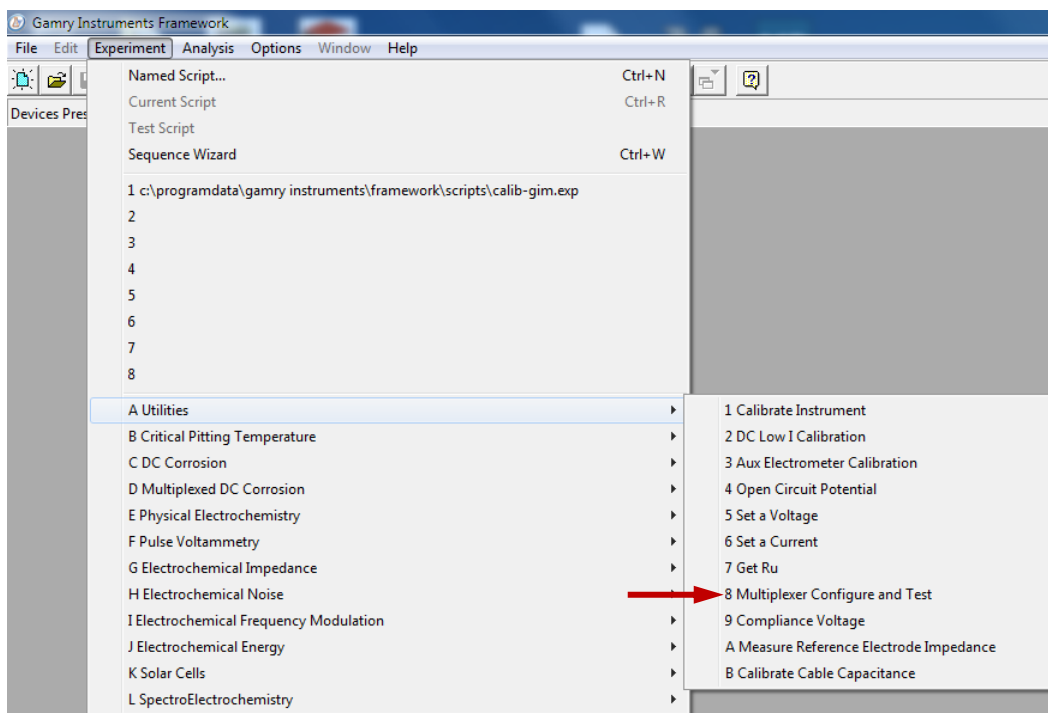 Gamry Instruments Framework
File Edit Experiment Analysis Options Window Help
Named Script... Ctrl+N
Devices
Current Script Ctrl+R
Test Script
Sequence Wizard Ctrl+W
1 c:\programdata\gamry instruments\framework\scripts\calib-gim.exp
2
3
4
5
6
7
8
A Utilities
B Critical Pitting Temperature
C DC Corrosion
D Multiplexed DC Corrosion
E Physical Electrochemistry
F Pulse Voltammetry
G Electrochemical Impedance
H Electrochemical Noise
I Electrochemical Frequency Modulation
J Electrochemical Energy
K Solar Cells
L SpectroElectrochemistry
1 Calibrate Instrument
2 DC Low I Calibration
3 Aux Electrometer Calibration
4 Open Circuit Potential
5 Set a Voltage
6 Set a Current
7 Get Ru
8 Multiplexer Configure and Test
9 Compliance Voltage
A Measure Reference Electrode Impedance
B Calibrate Cable Capacitance